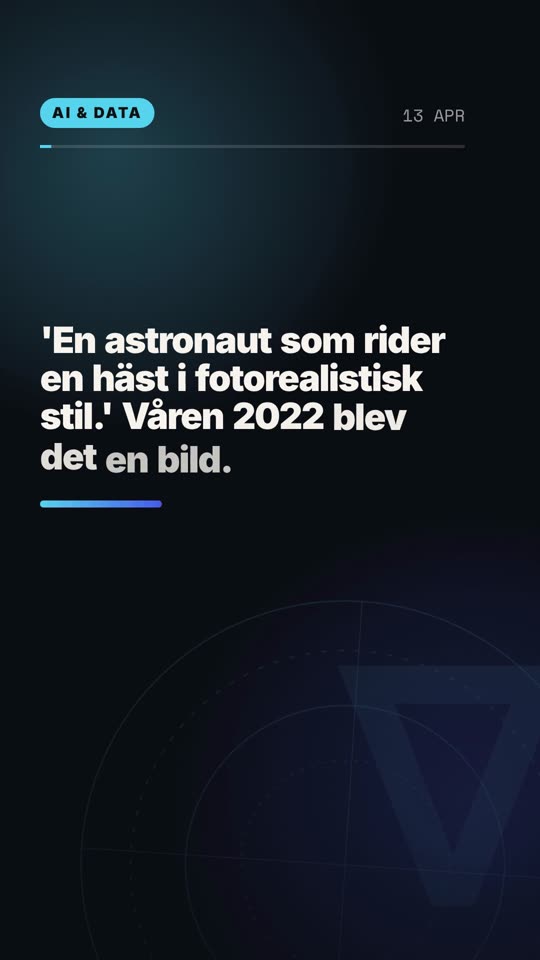 AI & DATA
13 APR
'En astronaut som rider
en häst i fotorealistisk
stil.' Våren 2022 blev
det en bild.